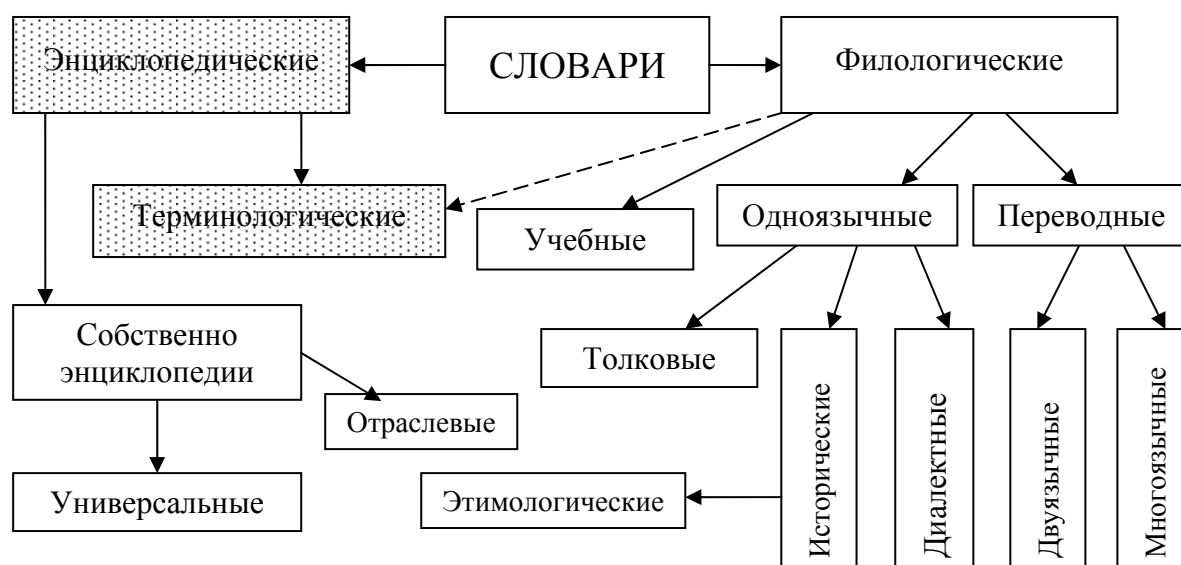 Энциклопедические
СЛОВАРИ
Филологические
Терминологические
Учебные
Одноязычные
Переводные
Собственно
энциклопедии
Толковые
Отраслевые
Универсальные
Этимологические
Исторические
Диалектные
Двуязычные
Многоязычные